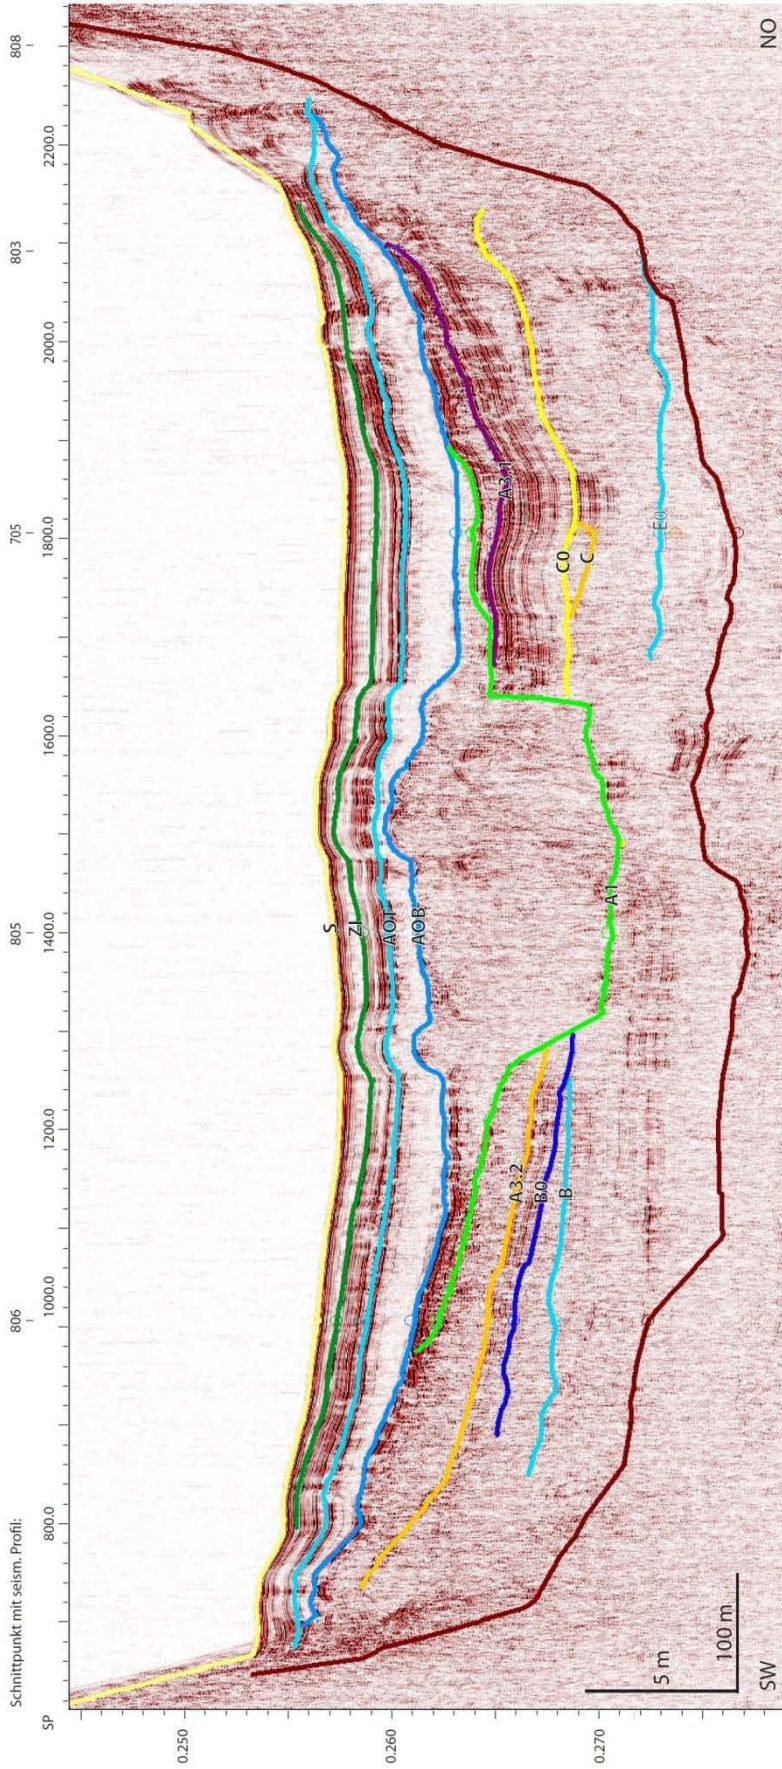 Schnittpunkt mit seism. Profil: 806 805 705 803 808
SP 800.0 1000.0 1200.0 1400.0 1600.0 1800.0 2000.0 2200.0
0.250
0.260
0.270
S
ZI
AOT
AOB
A1
A3.2
B0
B
A3.1
C0
C
E0
5 m
100 m
SW
NO